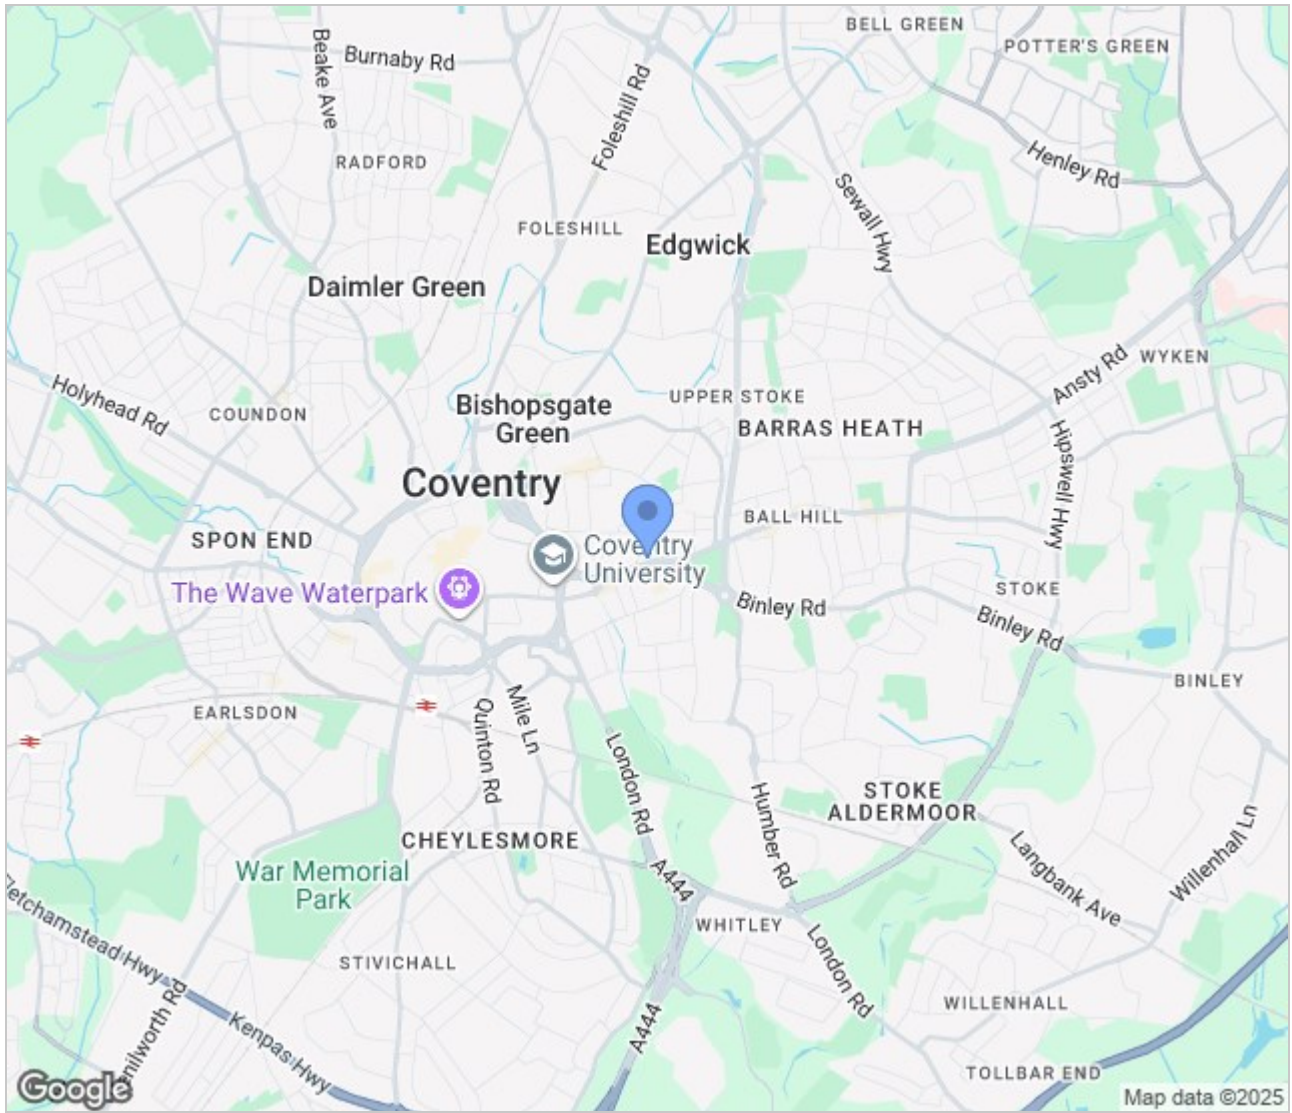 BELL GREEN
POTTER'S GREEN
Burnaby Rd
Beake Ave
Foleshill Rd
RADFORD
Henley Rd
Sewall Hwy
FOLESHILL
Edgwick
Daimler Green
WYKEN
Ansty Rd
Holyhead Rd
COUNDON
UPPER STOKE
Bishopsgate
Green
BARRAS HEATH
Hipswell Hwy
Coventry
BALL HILL
SPON END
Coventry
University
The Wave Waterpark
STOKE
Binley Rd
Binley Rd
BINLEY
EARLSDON
Mile Ln
Quinton Rd
London Rd
Humber Rd
STOKE
ALDERMOOR
CHEYLESMORE
Langbank Ave
Willenhall Ln
War Memorial
Park
A444
WHITLEY
Fletchamstead Hwy
London Rd
STIVICHALL
WILLENHALL
Kenilworth Rd
Kenpas Hwy
A444
TOLLBAR END
Google
Map data ©2025